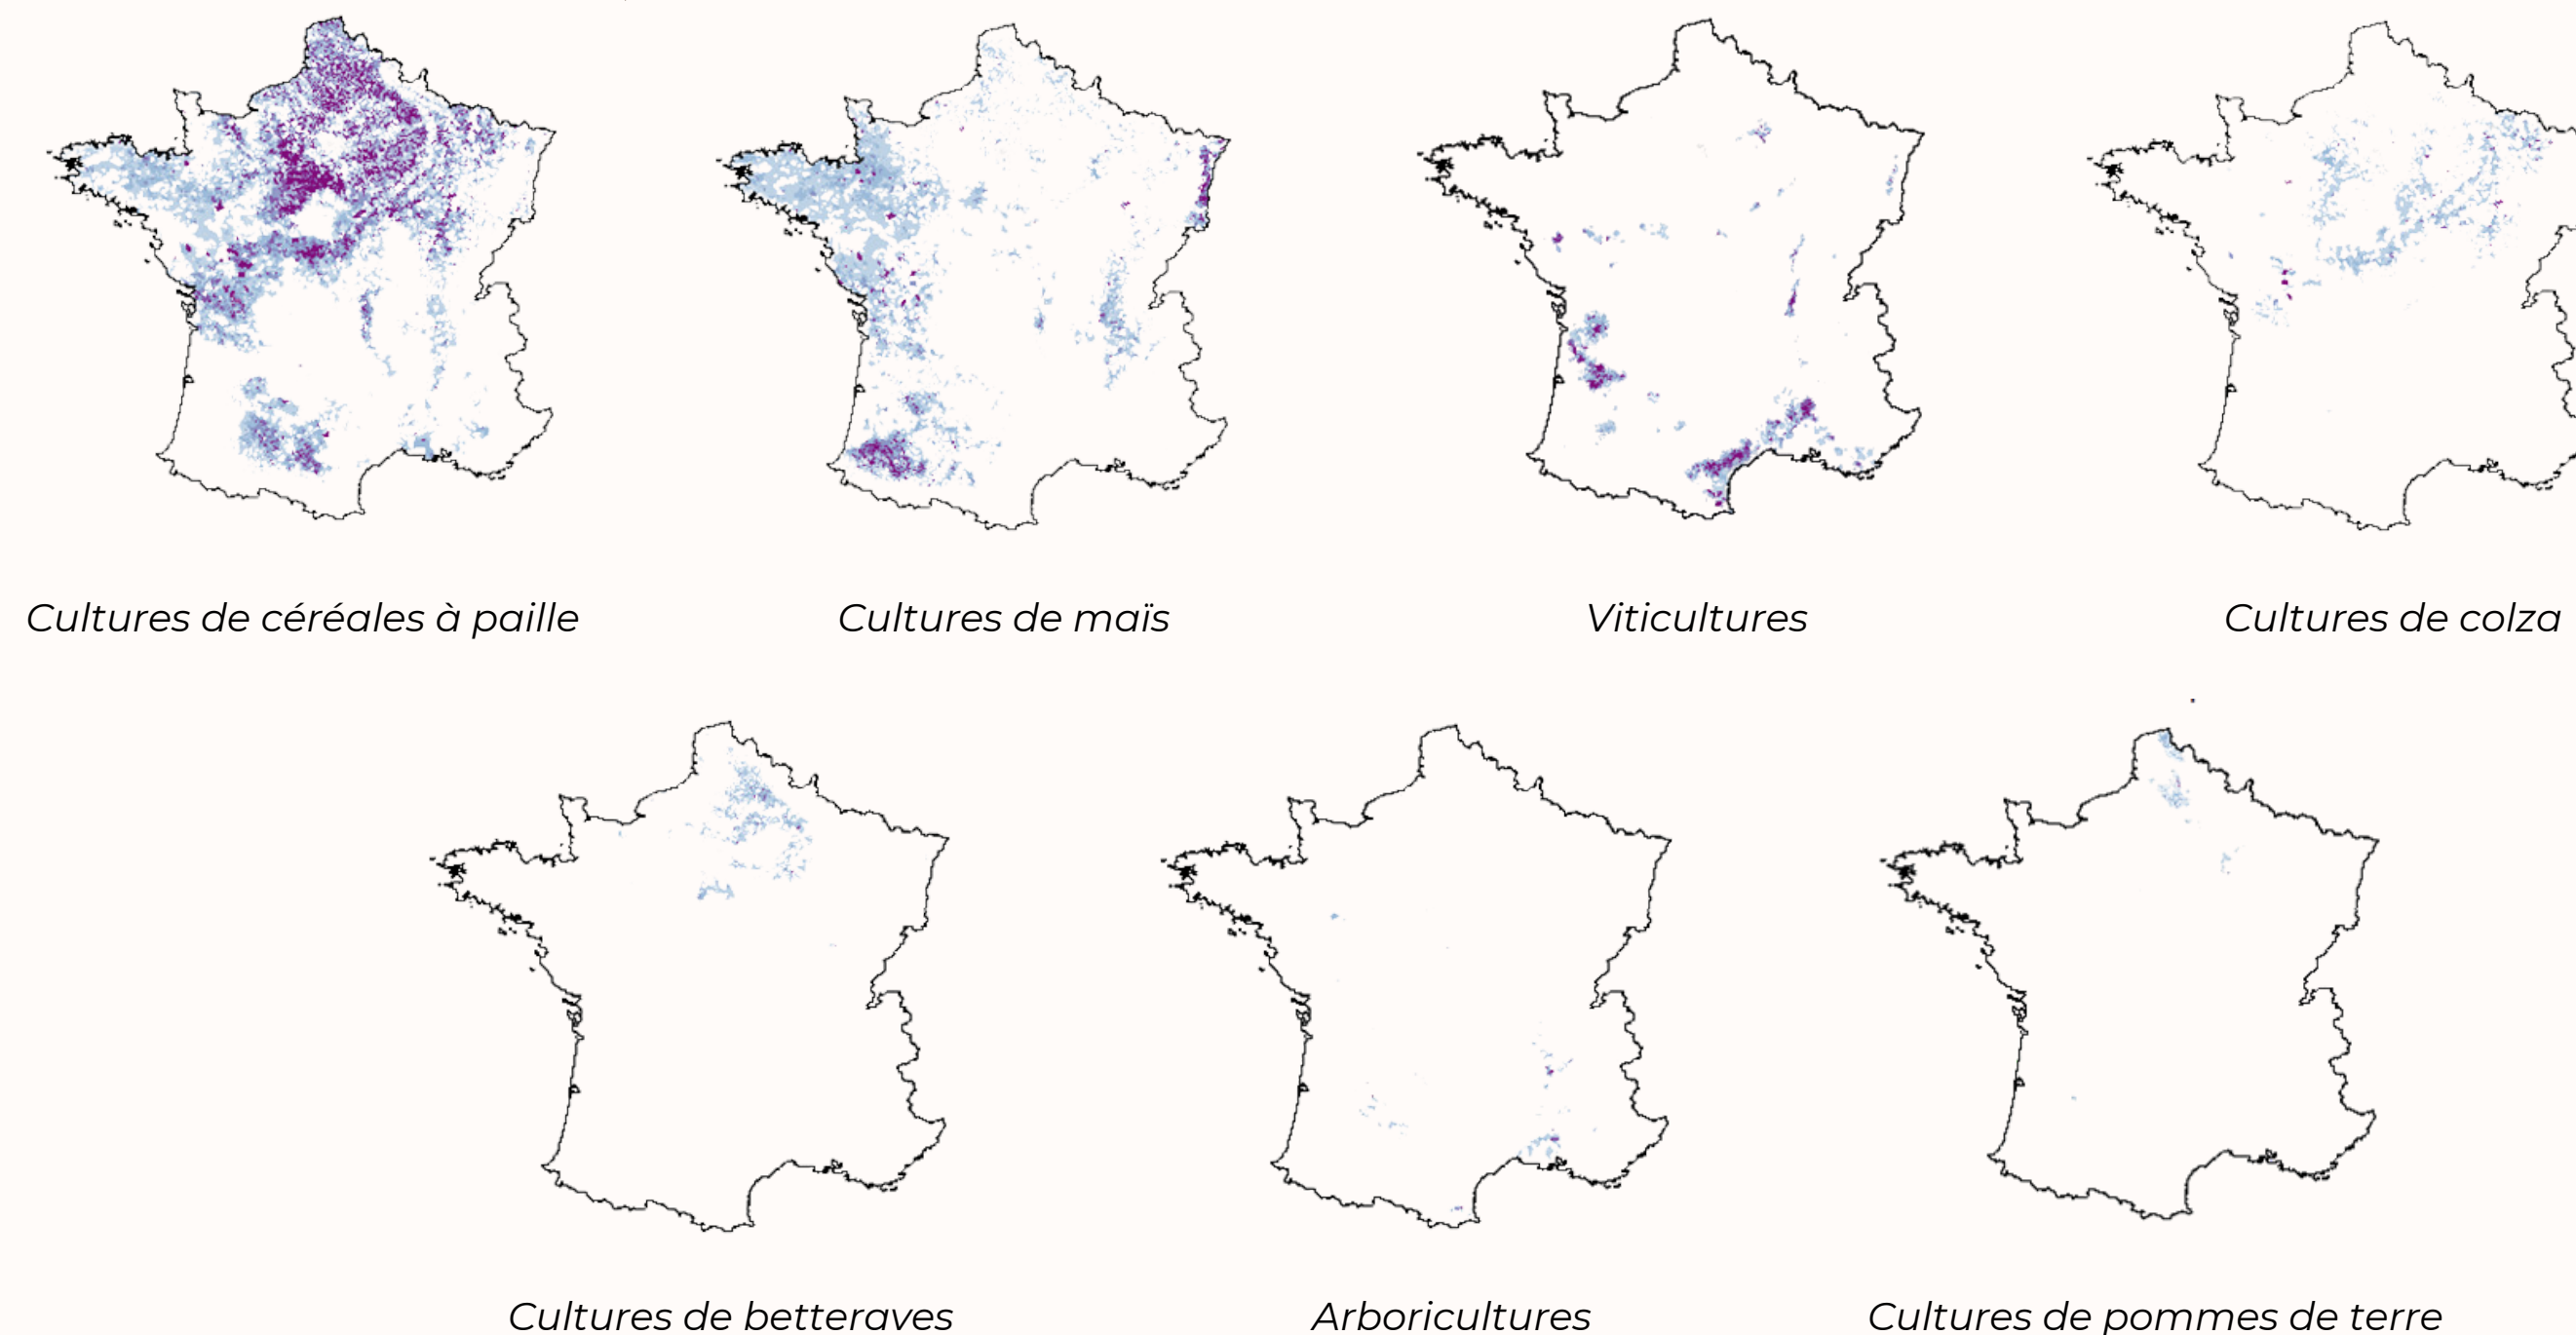 Cultures de céréales à paille
Cultures de maïs
Viticultures
Cultures de colza
Cultures de betteraves
Arboricultures
Cultures de pommes de terre